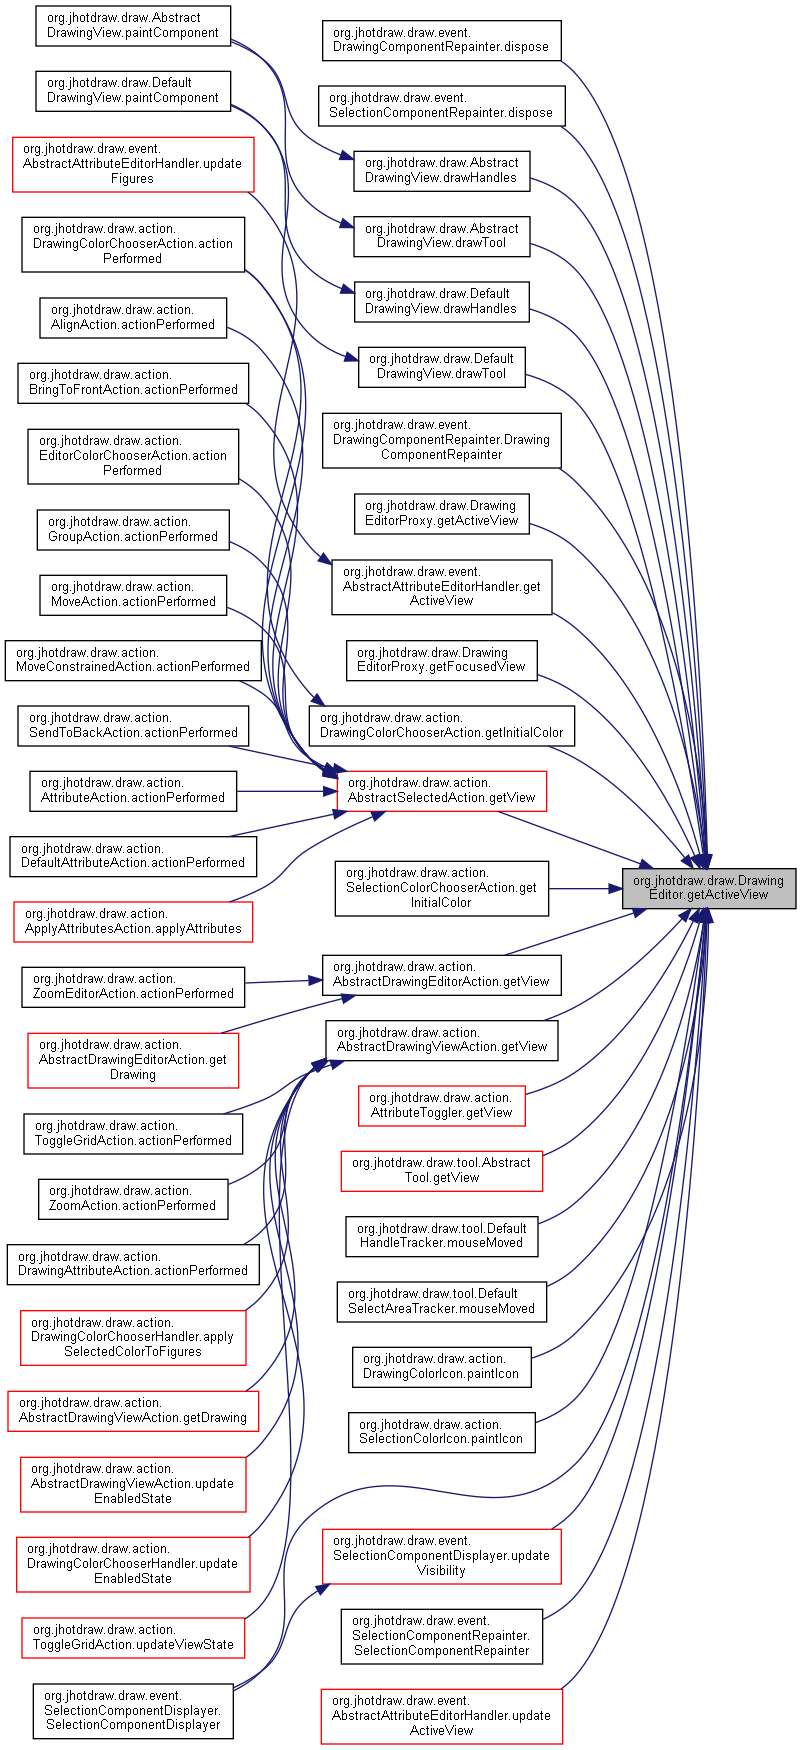 org.jhotdraw.draw.Abstract
DrawingView.paintComponent
org.jhotdraw.draw.Default
DrawingView.paintComponent
org.jhotdraw.draw.event.
AbstractAttributeEditorHandler.update
Figures
org.jhotdraw.draw.action.
DrawingColorChooserAction.action
Performed
org.jhotdraw.draw.action.
AlignAction.actionPerformed
org.jhotdraw.draw.action.
BringToFrontAction.actionPerformed
org.jhotdraw.draw.action.
EditorColorChooserAction.action
Performed
org.jhotdraw.draw.action.
GroupAction.actionPerformed
org.jhotdraw.draw.action.
MoveAction.actionPerformed
org.jhotdraw.draw.action.
MoveConstrainedAction.actionPerformed
org.jhotdraw.draw.action.
SendToBackAction.actionPerformed
org.jhotdraw.draw.action.
AttributeAction.actionPerformed
org.jhotdraw.draw.action.
DefaultAttributeAction.actionPerformed
org.jhotdraw.draw.action.
ApplyAttributesAction.applyAttributes
org.jhotdraw.draw.action.
ZoomEditorAction.actionPerformed
org.jhotdraw.draw.action.
AbstractDrawingEditorAction.get
Drawing
org.jhotdraw.draw.action.
ToggleGridAction.actionPerformed
org.jhotdraw.draw.action.
ZoomAction.actionPerformed
org.jhotdraw.draw.action.
DrawingAttributeAction.actionPerformed
org.jhotdraw.draw.action.
DrawingColorChooserHandler.apply
SelectedColorToFigures
org.jhotdraw.draw.action.
AbstractDrawingViewAction.getDrawing
org.jhotdraw.draw.action.
AbstractDrawingViewAction.update
EnabledState
org.jhotdraw.draw.action.
DrawingColorChooserHandler.update
EnabledState
org.jhotdraw.draw.action.
ToggleGridAction.updateViewState
org.jhotdraw.draw.event.
SelectionComponentDisplayer.
SelectionComponentDisplayer
org.jhotdraw.draw.event.
DrawingComponentRepainter.dispose
org.jhotdraw.draw.event.
SelectionComponentRepainter.dispose
org.jhotdraw.draw.Abstract
DrawingView.drawHandles
org.jhotdraw.draw.Abstract
DrawingView.drawTool
org.jhotdraw.draw.Default
DrawingView.drawHandles
org.jhotdraw.draw.Default
DrawingView.drawTool
org.jhotdraw.draw.event.
DrawingComponentRepainter.Drawing
ComponentRepainter
org.jhotdraw.draw.Drawing
EditorProxy.getActiveView
org.jhotdraw.draw.event.
AbstractAttributeEditorHandler.get
ActiveView
org.jhotdraw.draw.Drawing
EditorProxy.getFocusedView
org.jhotdraw.draw.action.
DrawingColorChooserAction.getInitialColor
org.jhotdraw.draw.action.
AbstractSelectedAction.getView
org.jhotdraw.draw.action.
SelectionColorChooserAction.get
InitialColor
org.jhotdraw.draw.action.
AbstractDrawingEditorAction.getView
org.jhotdraw.draw.action.
AbstractDrawingViewAction.getView
org.jhotdraw.draw.action.
AttributeToggler.getView
org.jhotdraw.draw.tool.Abstract
Tool.getView
org.jhotdraw.draw.tool.Default
HandleTracker.mouseMoved
org.jhotdraw.draw.tool.Default
SelectAreaTracker.mouseMoved
org.jhotdraw.draw.action.
DrawingColorIcon.paintIcon
org.jhotdraw.draw.action.
SelectionColorIcon.paintIcon
org.jhotdraw.draw.event.
SelectionComponentDisplayer.update
Visibility
org.jhotdraw.draw.event.
SelectionComponentRepainter.
SelectionComponentRepainter
org.jhotdraw.draw.event.
AbstractAttributeEditorHandler.update
ActiveView
org.jhotdraw.draw.Drawing
Editor.getActiveView